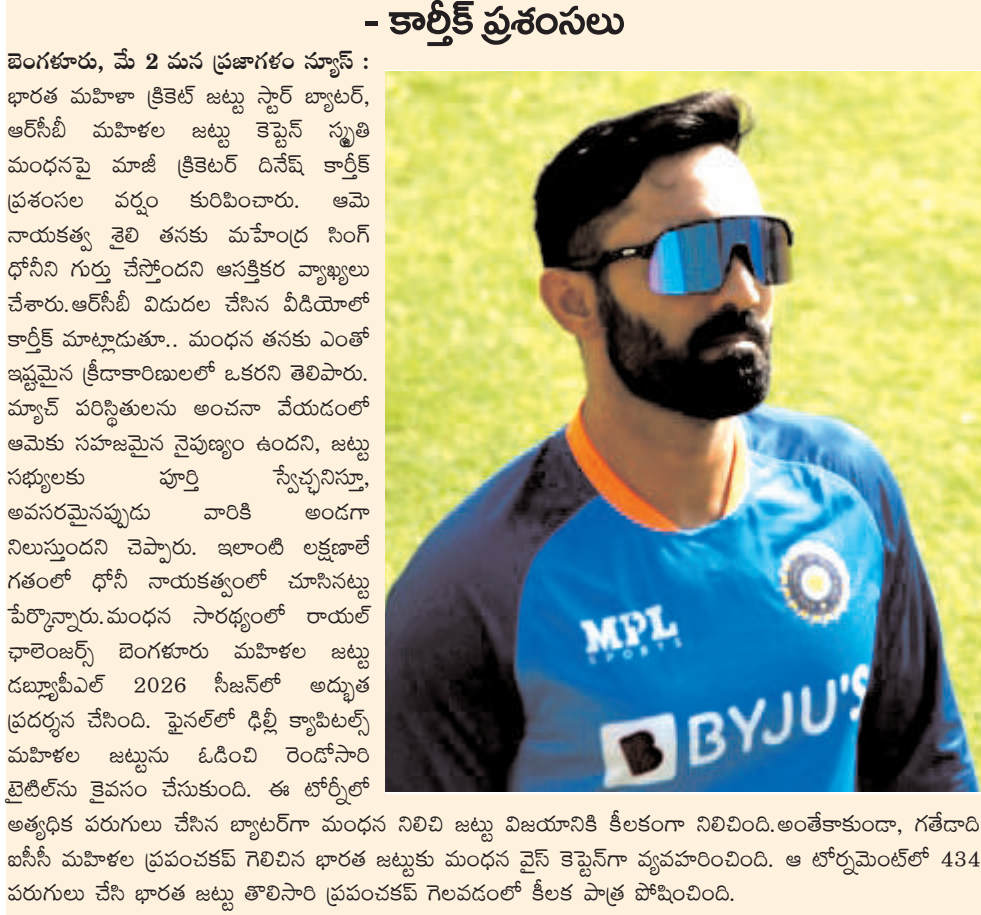 - కార్తీక్ ప్రశంసలు
బెంగళూరు, మే 2 మన ప్రజాగళం న్యూస్ :
భారత మహిళా క్రికెట్ జట్టు స్టార్ బ్యాటర్,
ఆర్‌సీబీ మహిళల జట్టు కెప్టెన్ స్మృతి
మంధనపై మాజీ క్రికెటర్ దినేష్ కార్తీక్
ప్రశంసల వర్షం కురిపించారు. ఆమె
నాయకత్వ శైలి తనకు మహేంద్ర సింగ్
ధోనీని గుర్తు చేస్తోందని ఆసక్తికర వ్యాఖ్యలు
చేశారు.ఆర్‌సీబీ విడుదల చేసిన వీడియోలో
కార్తీక్ మాట్లాడుతూ.. మంధన తనకు ఎంతో
ఇష్టమైన క్రీడాకారిణులలో ఒకరని తెలిపారు.
మ్యాచ్ పరిస్థితులను అంచనా వేయడంలో
ఆమెకు సహజమైన నైపుణ్యం ఉందని, జట్టు
సభ్యులకు పూర్తి స్వేచ్ఛనిస్తూ,
అవసరమైనప్పుడు వారికి అండగా
నిలుస్తుందని చెప్పారు. ఇలాంటి లక్షణాలే
గతంలో ధోనీ నాయకత్వంలో చూసినట్టు
పేర్కొన్నారు.మంధన సారథ్యంలో రాయల్
ఛాలెంజర్స్ బెంగళూరు మహిళల జట్టు
డబ్ల్యూపీఎల్ 2026 సీజన్‌లో అద్భుత
ప్రదర్శన చేసింది. ఫైనల్‌లో ఢిల్లీ క్యాపిటల్స్
మహిళల జట్టును ఓడించి రెండోసారి
టైటిల్‌ను కైవసం చేసుకుంది. ఈ టోర్నీలో
అత్యధిక పరుగులు చేసిన బ్యాటర్‌గా మంధన నిలిచి జట్టు విజయానికి కీలకంగా నిలిచింది.అంతేకాకుండా, గతేడాది
ఐసీసీ మహిళల ప్రపంచకప్ గెలిచిన భారత జట్టుకు మంధన వైస్ కెప్టెన్‌గా వ్యవహరించింది. ఆ టోర్నమెంట్‌లో 434
పరుగులు చేసి భారత జట్టు తొలిసారి ప్రపంచకప్ గెలవడంలో కీలక పాత్ర పోషించింది.
MPL
SPORTS
B BYJU'S